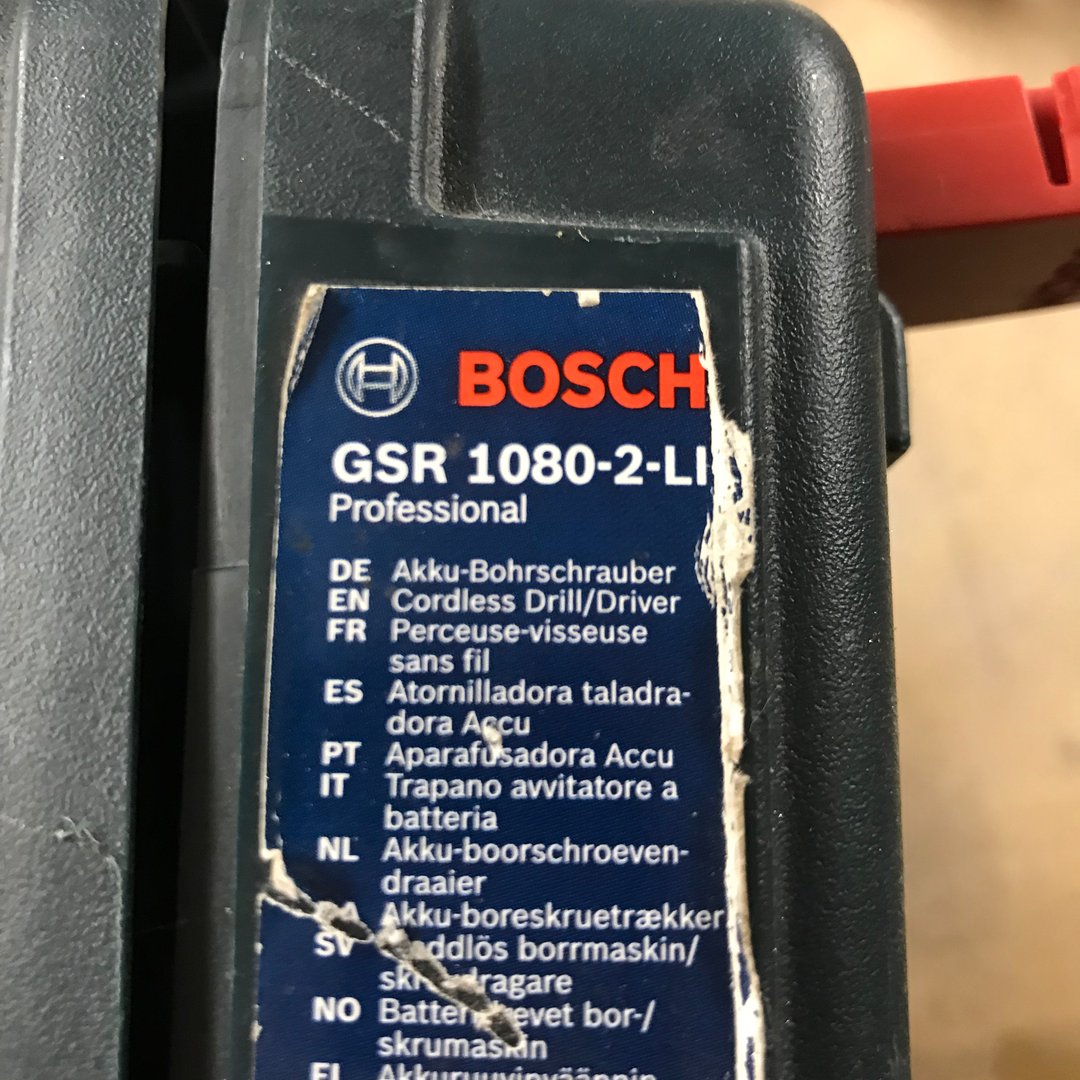 BOSCH
GSR 1080-2-LI
Professional
DE Akku-Bohrschrauber
EN Cordless Drill/Driver
FR Perceuse-visseuse
sans fil
ES Atornilladora taladra-
dora Accu
PT Aparafusadora Accu
IT Trapano avvitatore a
batteria
NL Akku-boorschroeven-
draaier
Akku-boreskruetrækker
SV borrmaskin/
NO bor-/
skrumaskin